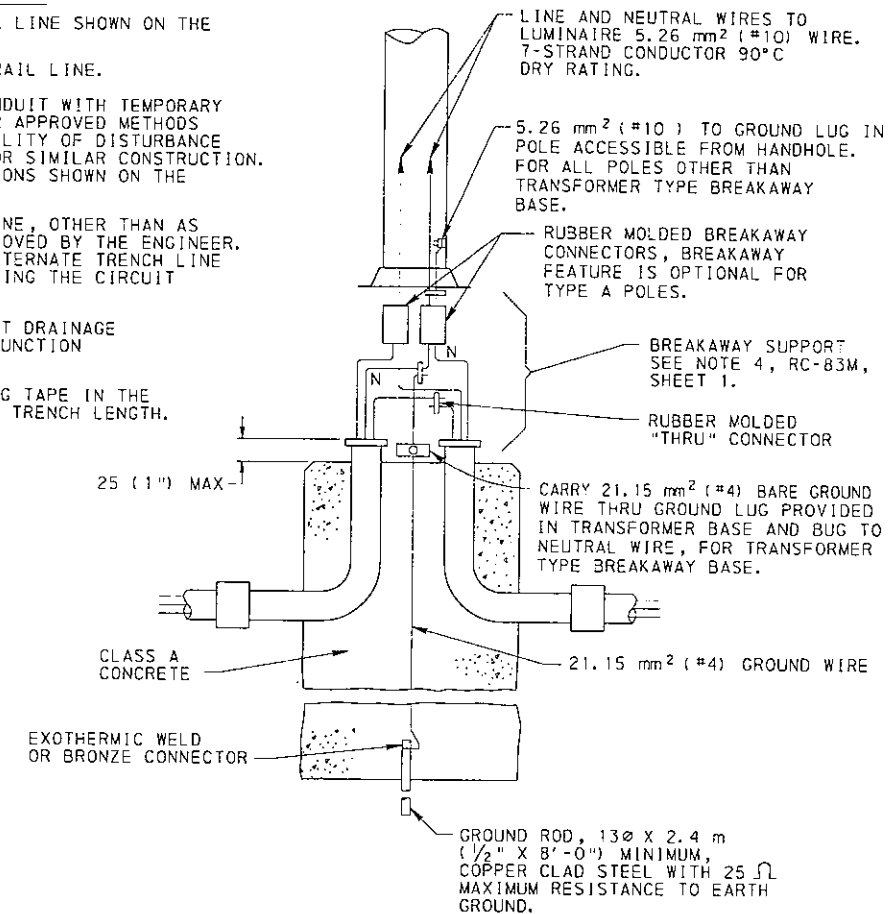 L LINE SHOWN ON THE
RAIL LINE.
NDUIT WITH TEMPORARY
R APPROVED METHODS
LITY OF DISTURBANCE
OR SIMILAR CONSTRUCTION.
ONS SHOWN ON THE
NE, OTHER THAN AS
OVED BY THE ENGINEER.
TERNATE TRENCH LINE
ING THE CIRCUIT
T DRAINAGE
UNCTION
G TAPE IN THE
TRENCH LENGTH.
LINE AND NEUTRAL WIRES TO
LUMINAIRE 5.26 mm² (#10) WIRE.
7-STRAND CONDUCTOR 90°C
DRY RATING.
5.26 mm² (#10 ) TO GROUND LUG IN
POLE ACCESSIBLE FROM HANDHOLE.
FOR ALL POLES OTHER THAN
TRANSFORMER TYPE BREAKAWAY
BASE.
RUBBER MOLDED BREAKAWAY
CONNECTORS, BREAKAWAY
FEATURE IS OPTIONAL FOR
TYPE A POLES.
BREAKAWAY SUPPORT
SEE NOTE 4, RC-83M,
SHEET 1.
N
N
RUBBER MOLDED
"THRU" CONNECTOR
25 (1") MAX
CARRY 21.15 mm² (#4) BARE GROUND
WIRE THRU GROUND LUG PROVIDED
IN TRANSFORMER BASE AND BUG TO
NEUTRAL WIRE, FOR TRANSFORMER
TYPE BREAKAWAY BASE.
CLASS A
CONCRETE
21.15 mm² (#4) GROUND WIRE
EXOTHERMIC WELD
OR BRONZE CONNECTOR
GROUND ROD, 13⌀ X 2.4 m
(1/2" X 8'-0") MINIMUM,
COPPER CLAD STEEL WITH 25 Ω
MAXIMUM RESISTANCE TO EARTH
GROUND.